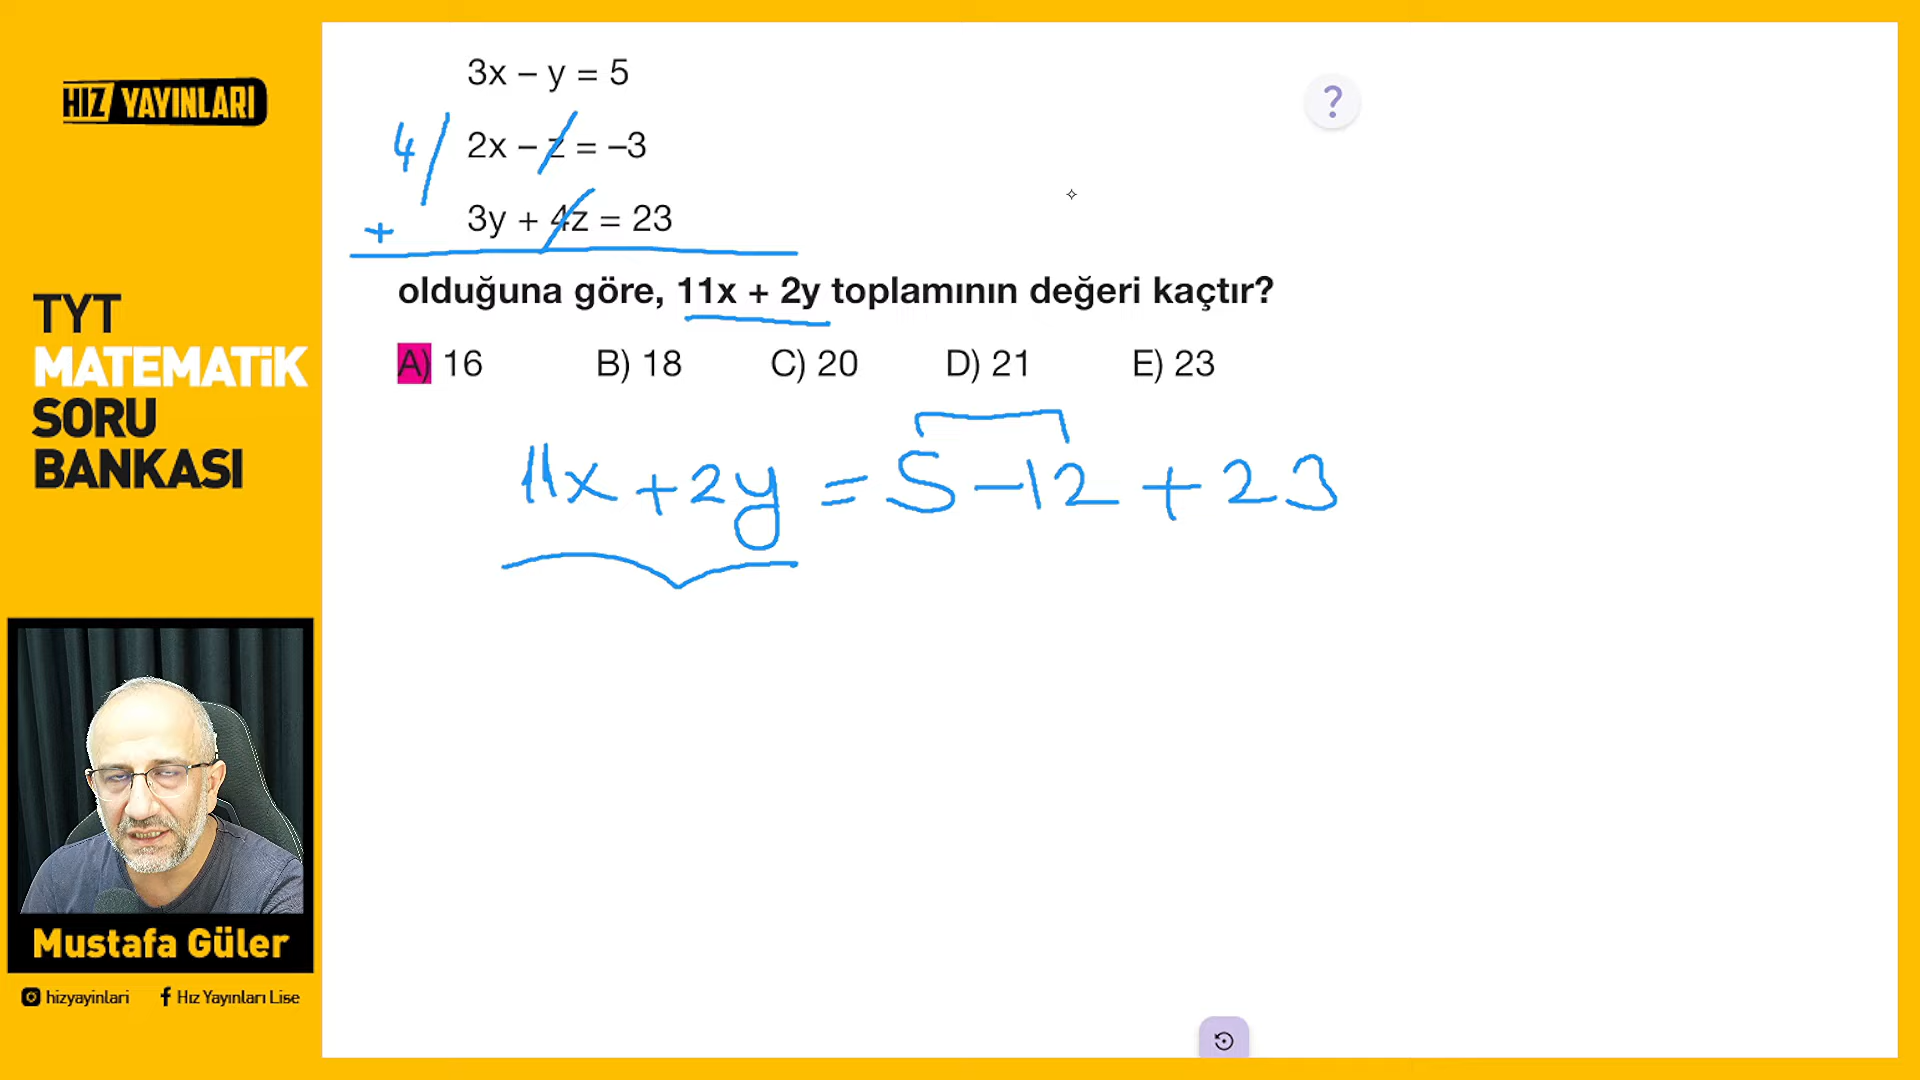 HIZ YAYINLARI
TYT
MATEMATİK
SORU
BANKASI
Mustafa Güler
hizyayinlari
Hız Yayınları Lise
3x – y = 5
4 / 2x – z = –3
+ 3y + 4z = 23
olduğuna göre, 11x + 2y toplamının değeri kaçtır?
A) 16 B) 18 C) 20 D) 21 E) 23
11x + 2y = 5 – 12 + 23
?